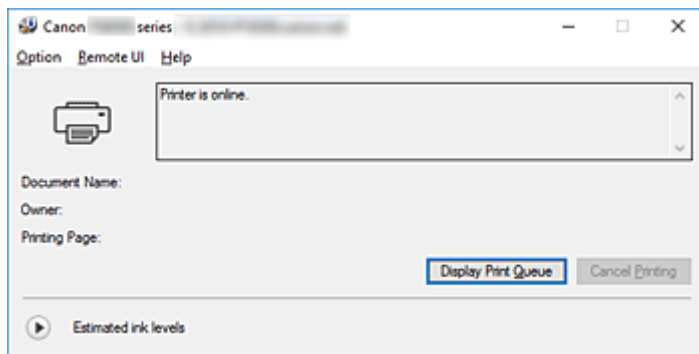 Canon series
Option Remote UI Help
Printer is online.
Document Name:
Owner:
Printing Page:
Display Print Queue Cancel Printing
Estimated ink levels